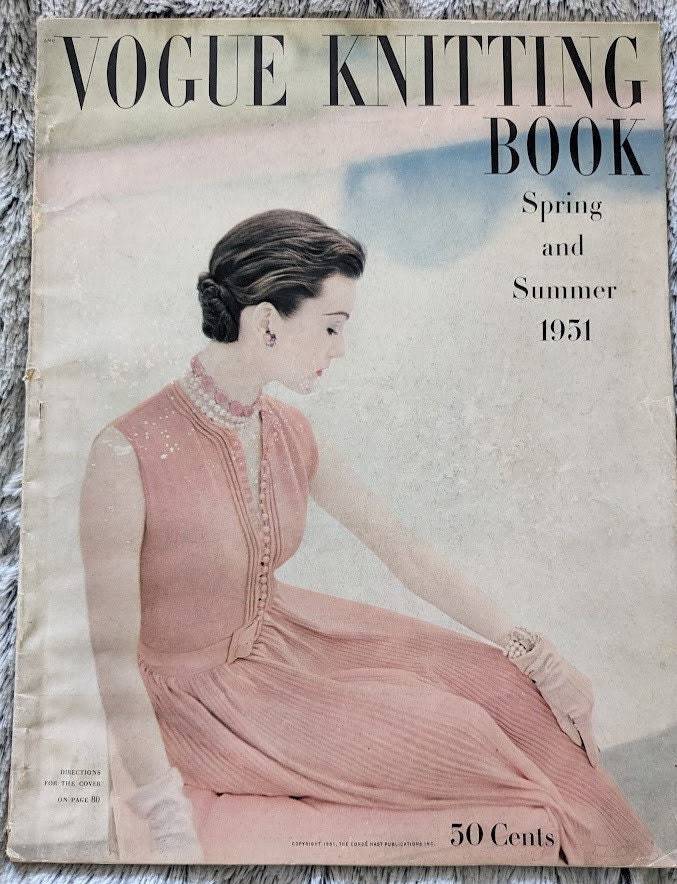 VOGUE KNITTING
BOOK
Spring
and
Summer
1951
DIRECTIONS
FOR THE COVER
ON PAGE 80
COPYRIGHT 1951, THE CONDÉ NAST PUBLICATIONS INC.
50 Cents